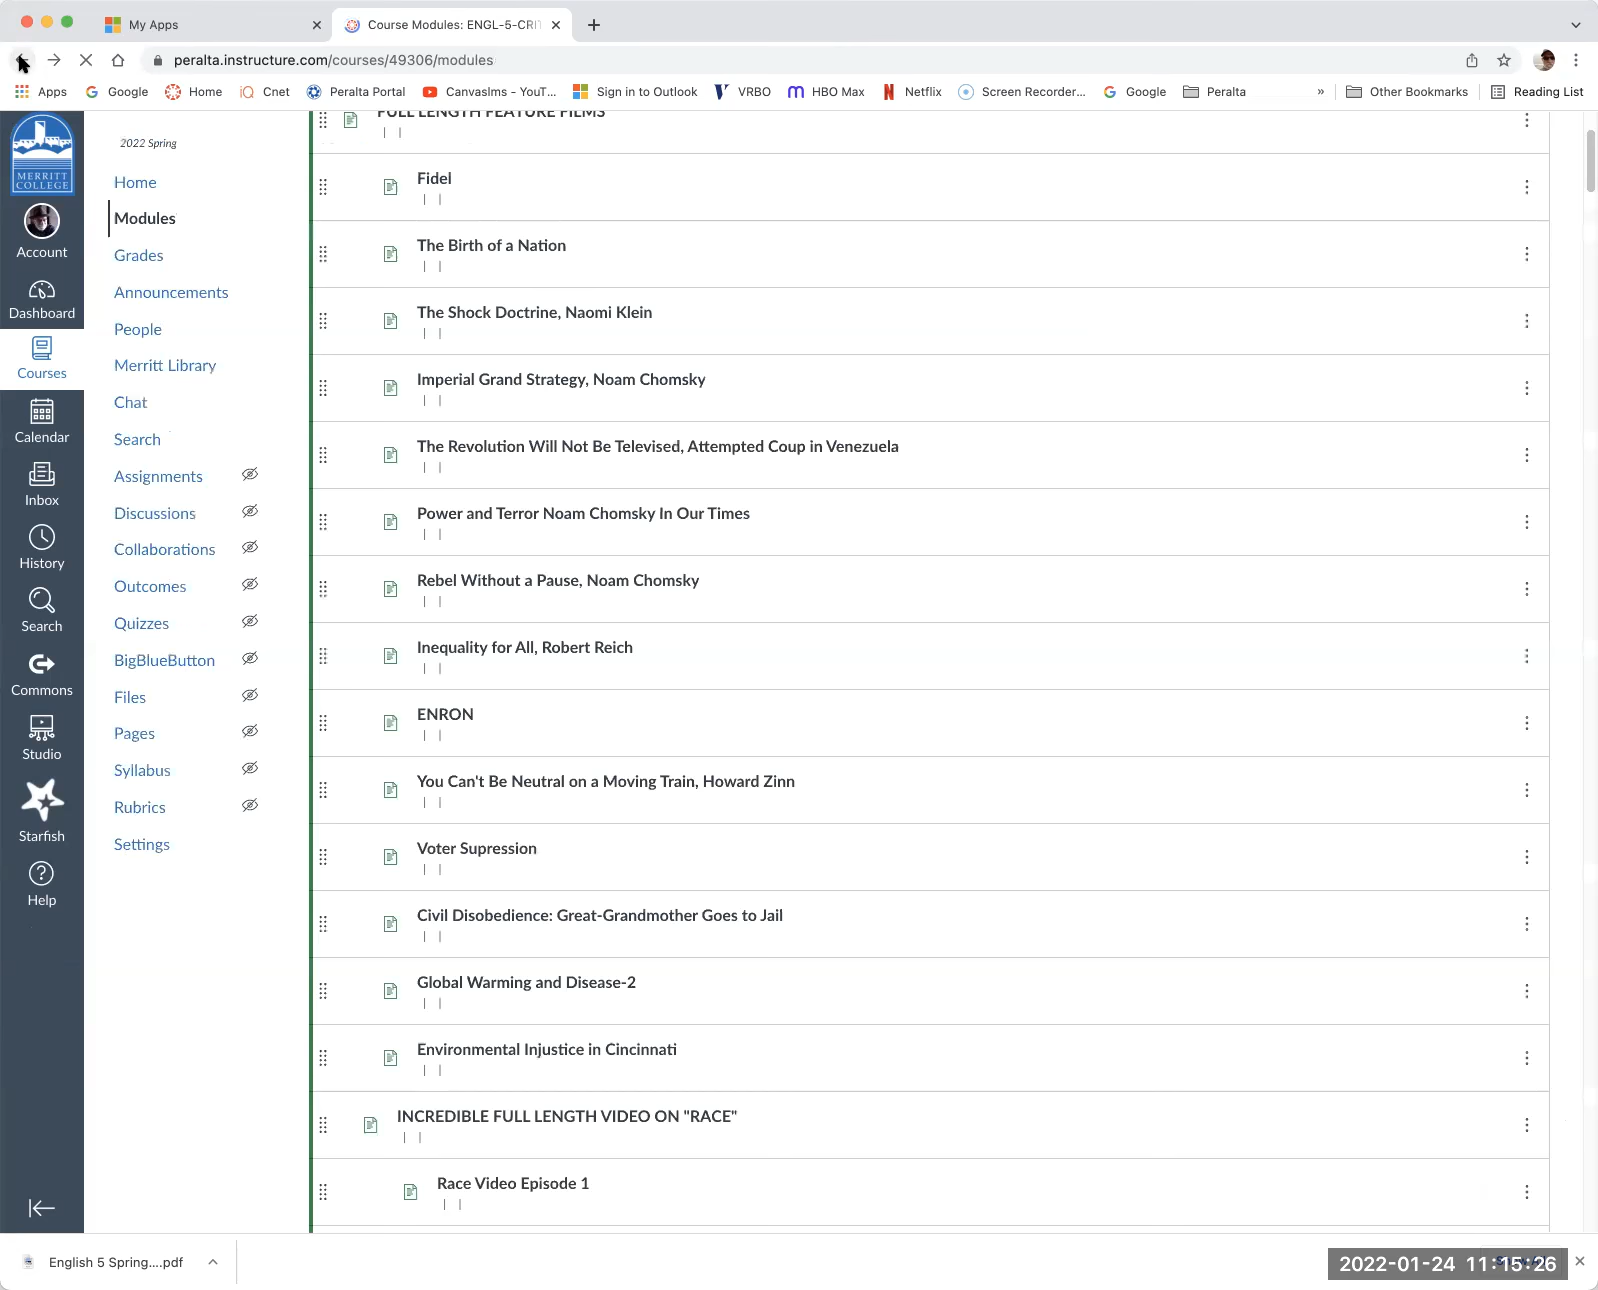 My Apps
Course Modules: ENGL-5-CRIT
peralta.instructure.com/courses/49306/modules
Apps
Google
Home
Cnet
Peralta Portal
Canvaslms - YouT...
Sign in to Outlook
VRBO
HBO Max
Netflix
Screen Recorder...
Google
Peralta
»
Other Bookmarks
Reading List
MERRITT
COLLEGE
Account
Dashboard
Courses
Calendar
Inbox
History
Search
Commons
Studio
Starfish
Help
2022 Spring
Home
Modules
Grades
Announcements
People
Merritt Library
Chat
Search
Assignments
Discussions
Collaborations
Outcomes
Quizzes
BigBlueButton
Files
Pages
Syllabus
Rubrics
Settings
FULL LENGTH FEATURE FILMS
| |
Fidel
| |
The Birth of a Nation
| |
The Shock Doctrine, Naomi Klein
| |
Imperial Grand Strategy, Noam Chomsky
| |
The Revolution Will Not Be Televised, Attempted Coup in Venezuela
| |
Power and Terror Noam Chomsky In Our Times
| |
Rebel Without a Pause, Noam Chomsky
| |
Inequality for All, Robert Reich
| |
ENRON
| |
You Can't Be Neutral on a Moving Train, Howard Zinn
| |
Voter Supression
| |
Civil Disobedience: Great-Grandmother Goes to Jail
| |
Global Warming and Disease-2
| |
Environmental Injustice in Cincinnati
| |
INCREDIBLE FULL LENGTH VIDEO ON "RACE"
| |
Race Video Episode 1
| |
English 5 Spring....pdf
2022-01-24 11:15:26